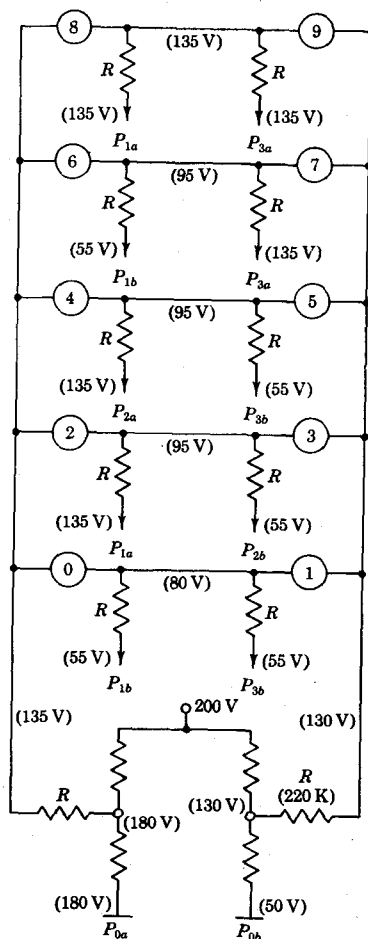 8 (135 V) 9
R R
(135 V) (135 V)
P1a P3a
6 (95 V) 7
R R
(55 V) (135 V)
P1b P3a
4 (95 V) 5
R R
(135 V) (55 V)
P2a P3b
2 (95 V) 3
R R
(135 V) (55 V)
P1a P2b
0 (80 V) 1
R R
(55 V) (55 V)
P1b P3b
200 V
(135 V) (130 V)
R (180 V) (130 V) R
(220 K)
(180 V) (50 V)
P0a P0b